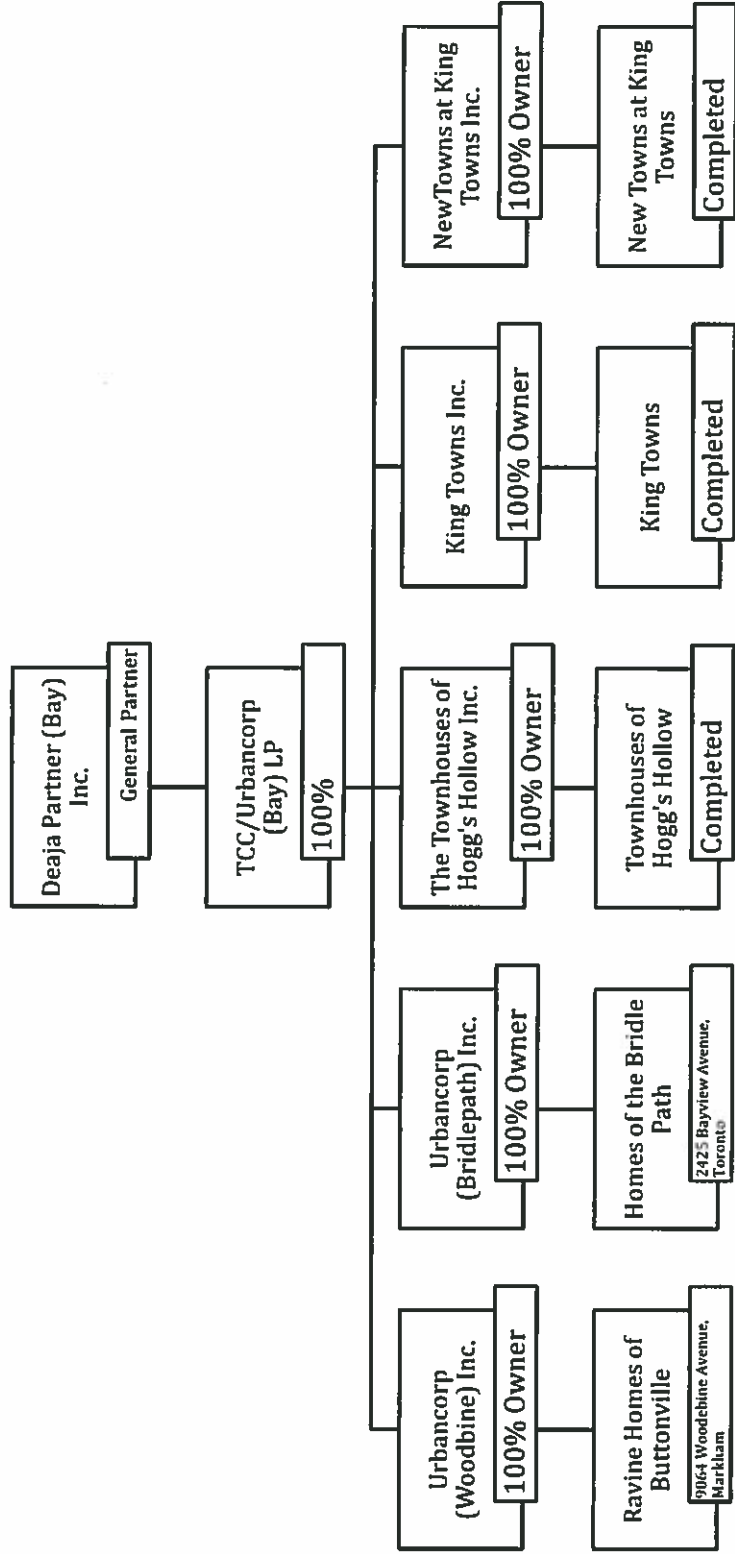 Deaja Partner (Bay)
Inc.
General Partner
TCC/Urbancorp
(Bay) LP
100%
Urbancorp
(Woodbine) Inc.
100% Owner
Urbancorp
(Bridlepath) Inc.
100% Owner
The Townhouses of
Hogg's Hollow Inc.
100% Owner
King Towns Inc.
100% Owner
NewTowns at King
Towns Inc.
100% Owner
Ravine Homes of
Buttonville
9064 Woodebine Avenue,
Markham
Homes of the Bridle
Path
2425 Bayview Avenue,
Toronto
Townhouses of
Hogg's Hollow
Completed
King Towns
Completed
New Towns at King
Towns
Completed